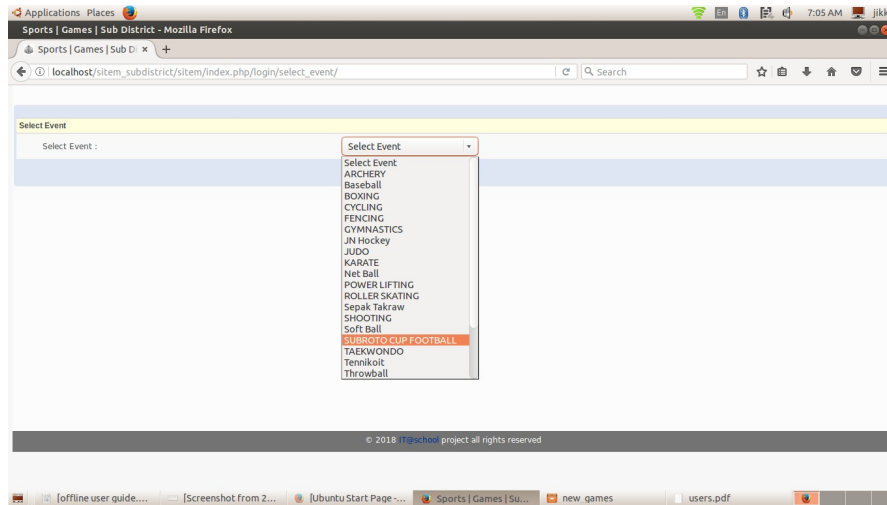 Applications Places En 7:05 AM jikk
Sports | Games | Sub District - Mozilla Firefox
Sports | Games | Sub Di × +
localhost/sitem_subdistrict/sitem/index.php/login/select_event/ Search
Select Event
Select Event : Select Event
Select Event
ARCHERY
Baseball
BOXING
CYCLING
FENCING
GYMNASTICS
JN Hockey
JUDO
KARATE
Net Ball
POWER LIFTING
ROLLER SKATING
Sepak Takraw
SHOOTING
Soft Ball
SUBROTO CUP FOOTBALL
TAEKWONDO
Tennikoit
Throwball
© 2018 IT@school project all rights reserved
[offline user guide.... [Screenshot from 2... [Ubuntu Start Page -... Sports | Games | Su... new_games users.pdf